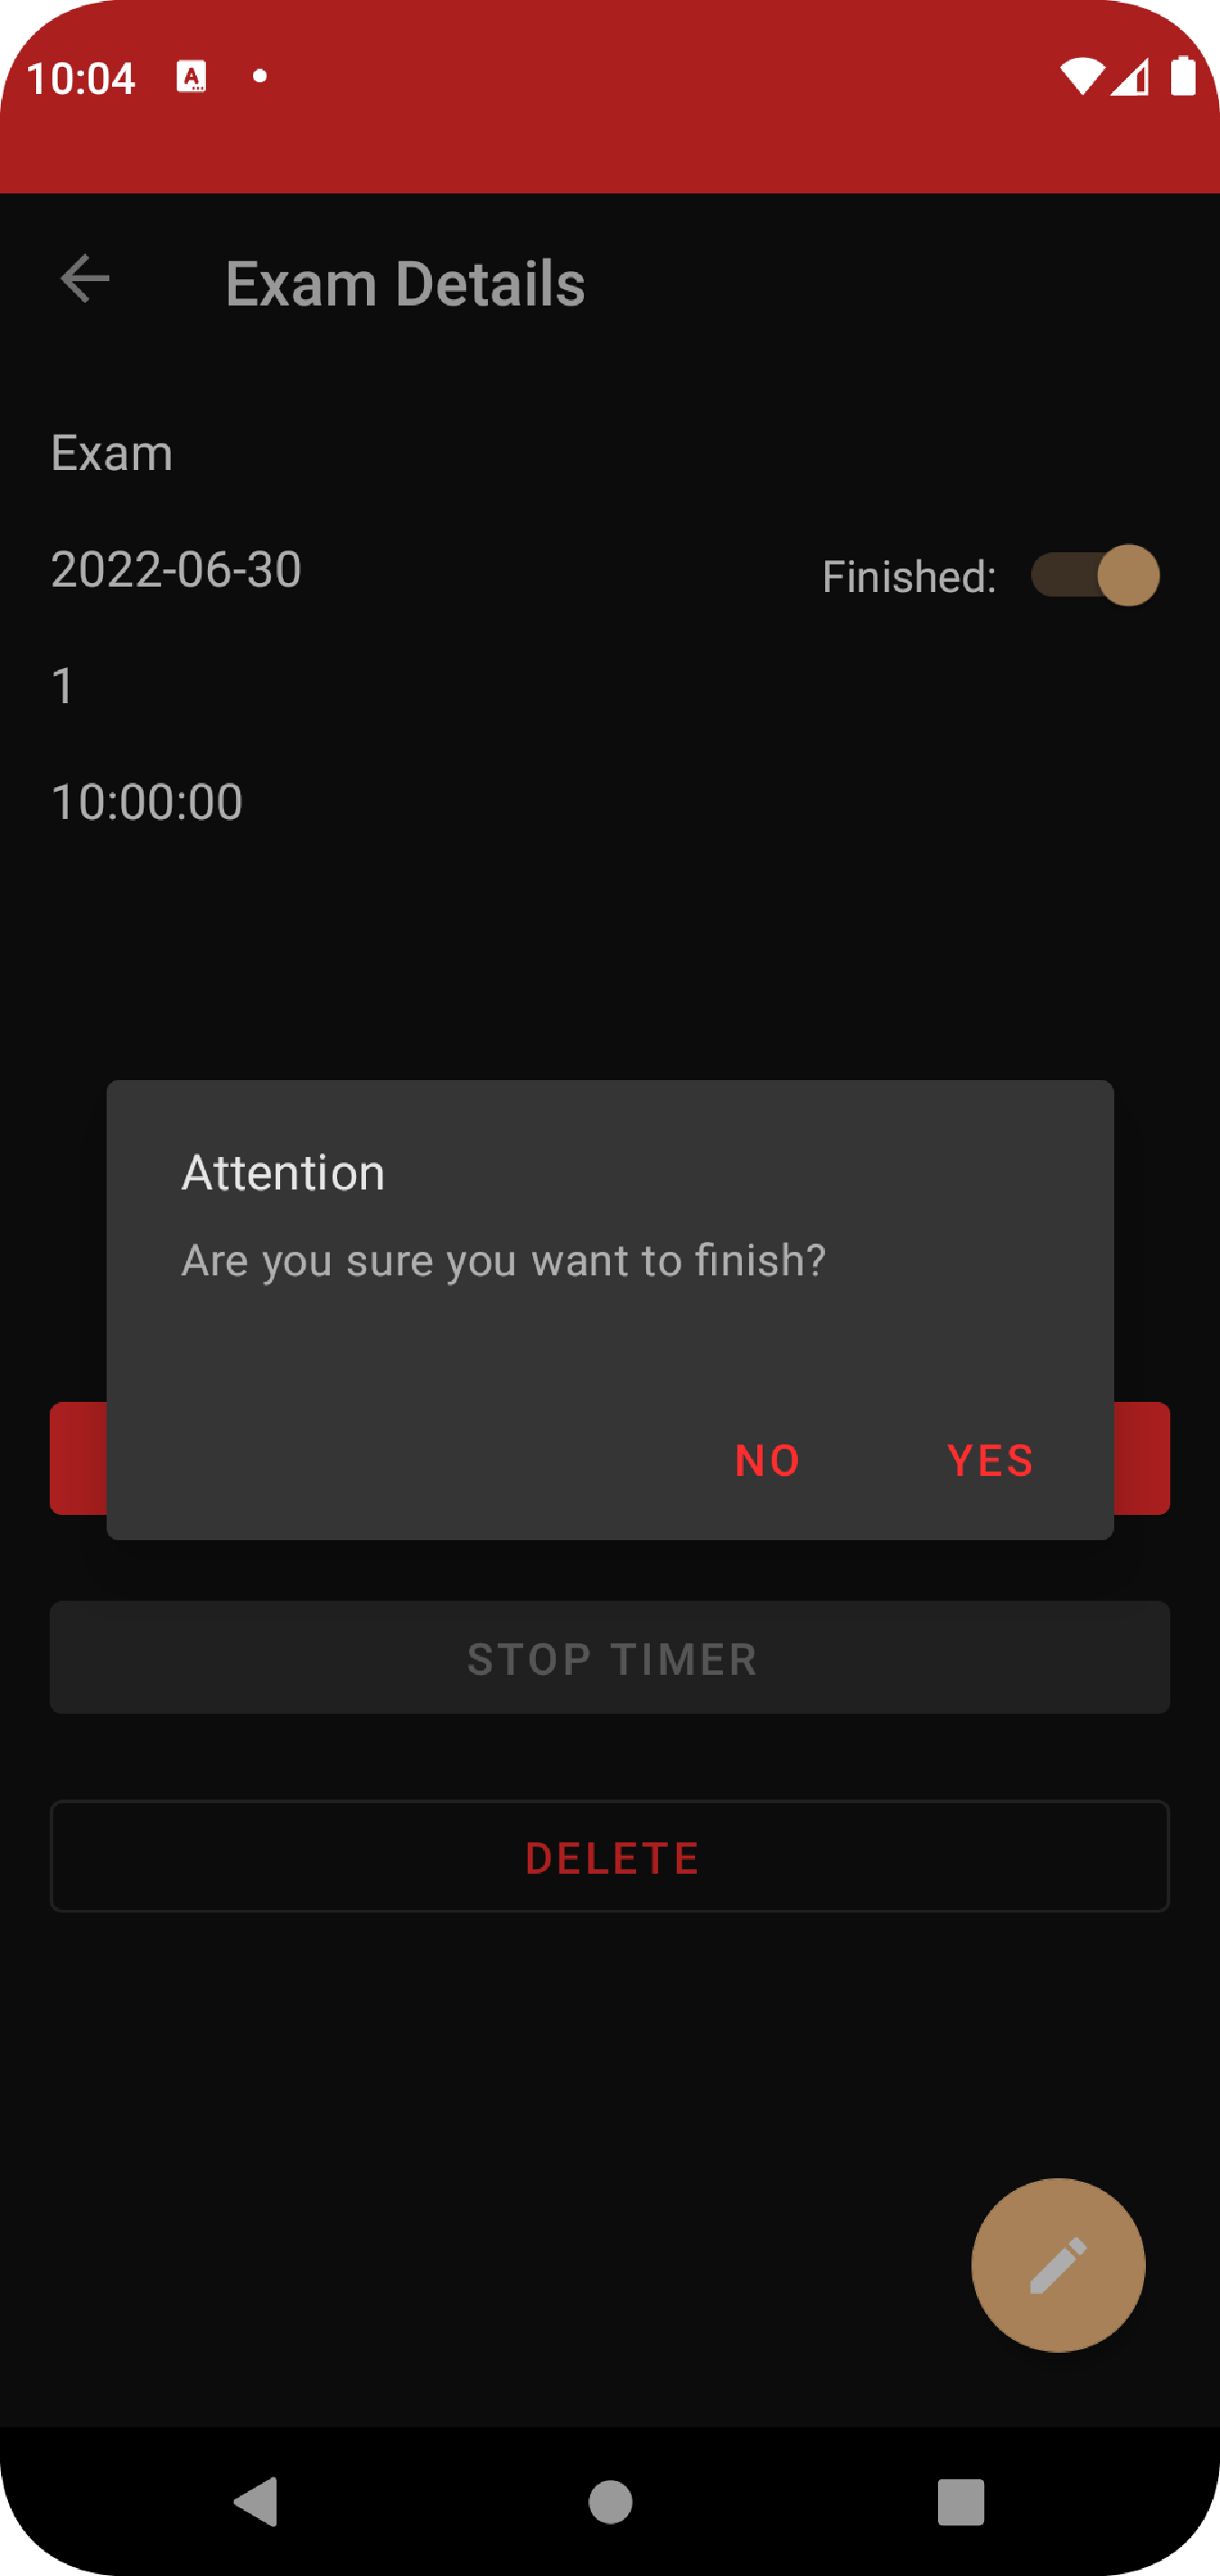 10:04
Exam Details
Exam
2022-06-30
Finished:
1
10:00:00
Attention
Are you sure you want to finish?
NO YES
STOP TIMER
DELETE